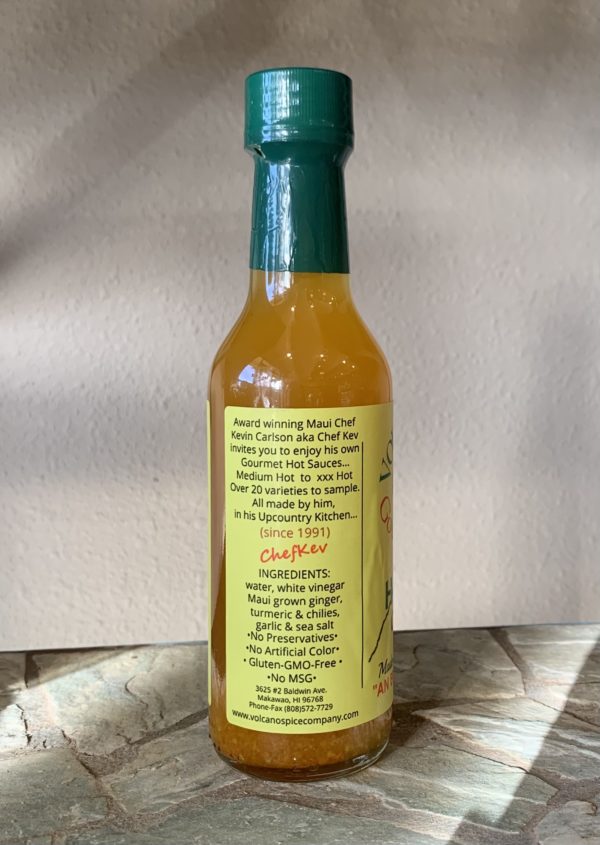 Award winning Maui Chef
Kevin Carlson aka Chef Kev
invites you to enjoy his own
Gourmet Hot Sauces...
Medium Hot to xxx Hot
Over 20 varieties to sample.
All made by him,
in his Upcountry Kitchen...
(since 1991)
ChefKev
INGREDIENTS:
water, white vinegar
Maui grown ginger,
turmeric & chilies,
garlic & sea salt
•No Preservatives•
•No Artificial Color•
• Gluten-GMO-Free •
•No MSG•
3625 #2 Baldwin Ave.
Makawao, HI 96768
Phone-Fax (808)572-7729
www.volcanospicecompany.com